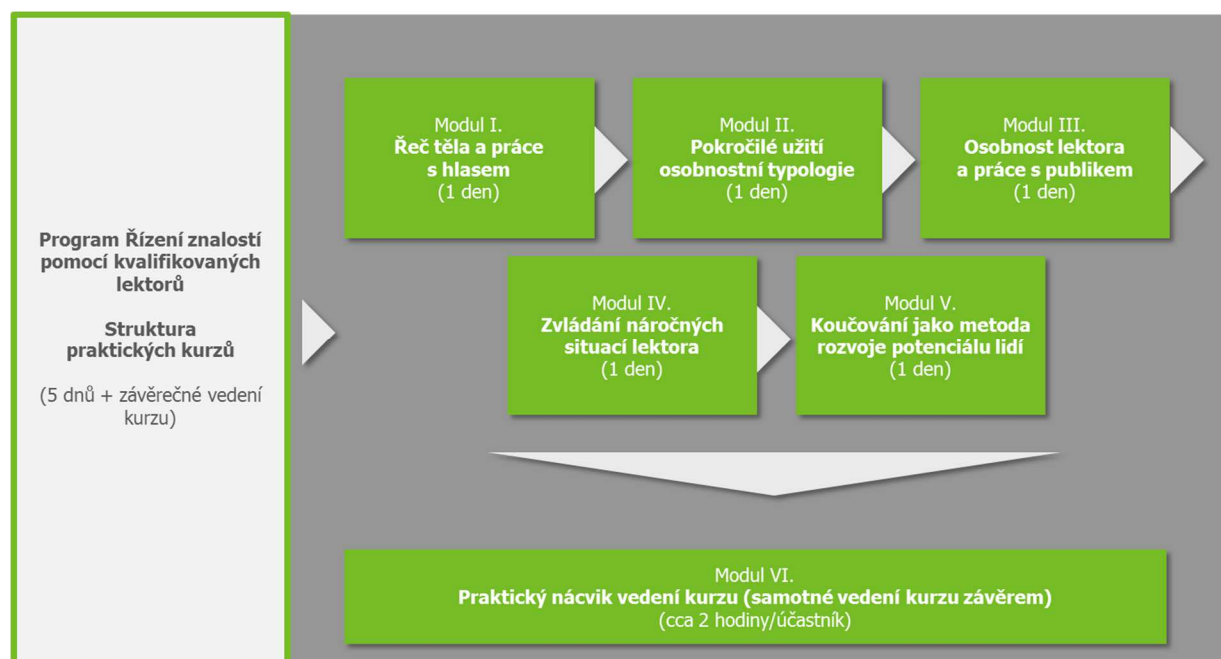 Program Řízení znalostí
pomocí kvalifikovaných
lektorů
Struktura
praktických kurzů
(5 dnů + závěrečné vedení
kurzu)
Modul I.
Řeč těla a práce
s hlasem
(1 den)
Modul II.
Pokročilé užití
osobnostní typologie
(1 den)
Modul III.
Osobnost lektora
a práce s publikem
(1 den)
Modul IV.
Zvládání náročných
situací lektora
(1 den)
Modul V.
Koučování jako metoda
rozvoje potenciálu lidí
(1 den)
Modul VI.
Praktický nácvik vedení kurzu (samotné vedení kurzu závěrem)
(cca 2 hodiny/účastník)